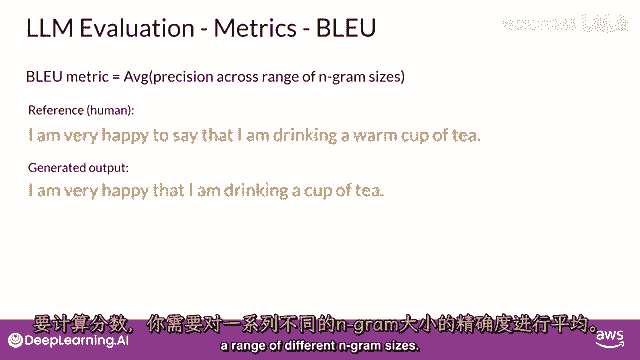 LLM Evaluation - Metrics - BLEU
BLEU metric = Avg(precision across range of n-gram sizes)
Reference (human):
I am very happy to say that I am drinking a warm cup of tea.
Generated output:
I am very happy that I am drinking a cup of tea.
要计算分数，你需要对一系列不同的n-gram大小的精确度进行平均。
a range of different n-gram sizes.
DeepLearning.AI
aws